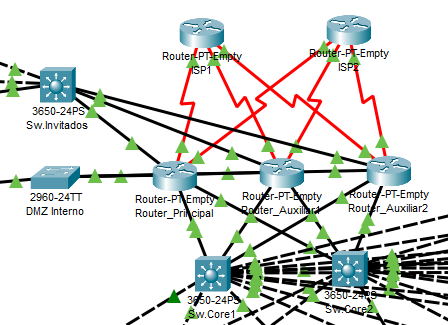 Router-PT-Empty
ISP1
Router-PT-Empty
ISP2
3650-24PS
Sw.Invitados
2960-24TT
DMZ Interno
Router-PT-Empty
Router_Principal
Router-PT-Empty
Router_Auxiliar1
Router-PT-Empty
Router_Auxiliar2
3650-24PS
Sw.Core1
3650-24PS
Sw.Core2